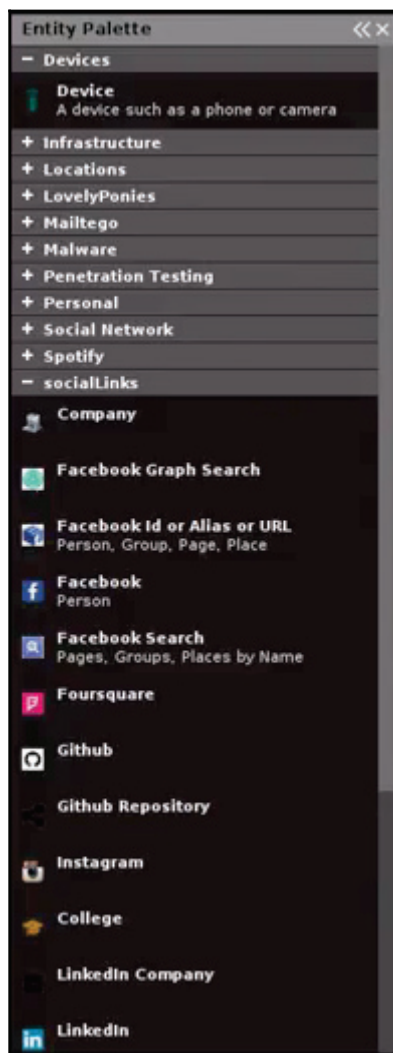 Entity Palette
− Devices
Device
A device such as a phone or camera
+ Infrastructure
+ Locations
+ LovelyPonies
+ Mailtego
+ Malware
+ Penetration Testing
+ Personal
+ Social Network
+ Spotify
− socialLinks
Company
Facebook Graph Search
Facebook Id or Alias or URL
Person, Group, Page, Place
Facebook
Person
Facebook Search
Pages, Groups, Places by Name
Foursquare
Github
Github Repository
Instagram
College
LinkedIn Company
LinkedIn